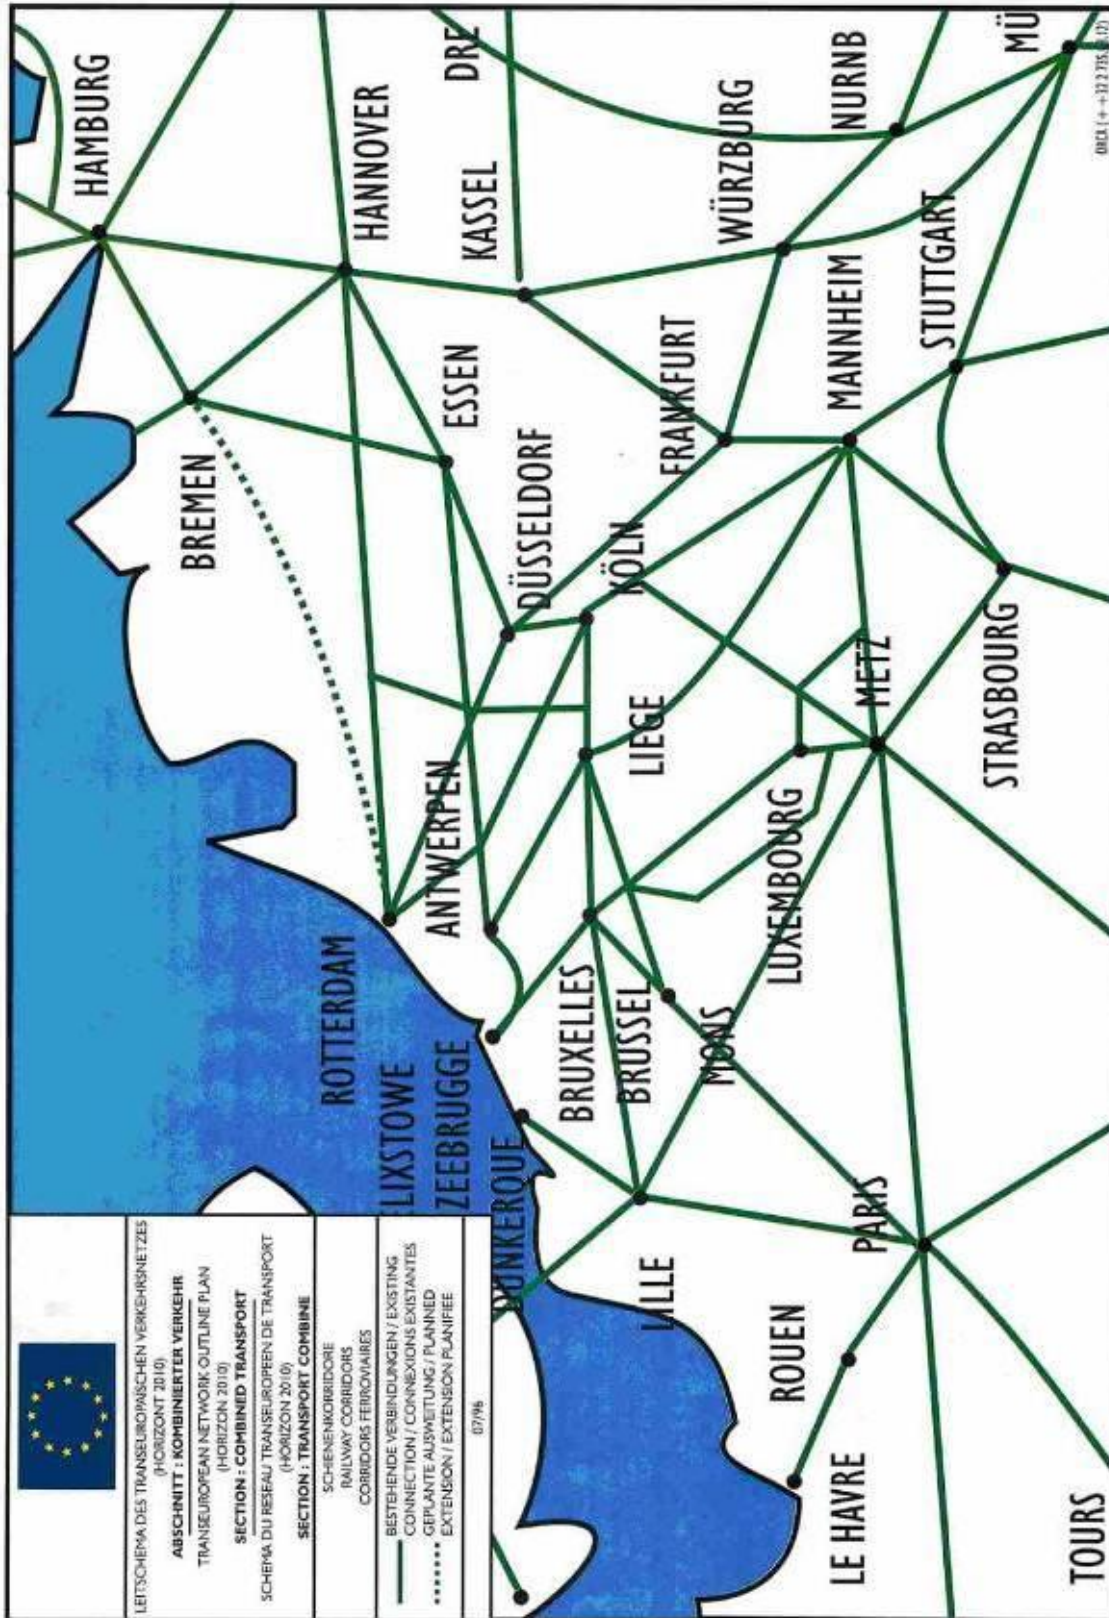 LEITSCHEMA DES TRANSEUROPÄISCHEN VERKEHRSNETZES
(HORIZONT 2010)
ABSCHNITT : KOMBINIERTER VERKEHR
TRANSEUROPEAN NETWORK OUTLINE PLAN
(HORIZON 2010)
SECTION : COMBINED TRANSPORT
SCHEMA DU RESEAU TRANSEUROPEEN DE TRANSPORT
(HORIZON 2010)
SECTION : TRANSPORT COMBINE
SCHIENENKORRIDORE
RAILWAY CORRIDORS
CORRIDORS FERROVIAIRES
BESTEHENDE VERBINDUNGEN / EXISTING
CONNECTION / CONNEXIONS EXISTANTES
GEPLANTE AUSWEITUNG / PLANNED
EXTENSION / EXTENSION PLANIFIEE
07/96
HAMBURG
BREMEN
HANNOVER
ROTTERDAM
ELIXSTOWE
ZEEBRUGGE
DUNKERQUE
ANTWERPEN
ESSEN
KASSEL
DRE
DÜSSELDORF
BRUXELLES
BRUSSEL
KÖLN
LIEGE
LILLE
MONS
FRANKFURT
WÜRZBURG
LUXEMBOURG
ROUEN
LE HAVRE
MANNHEIM
NURNB
METZ
PARIS
STUTTGART
STRASBOURG
MÜ
TOURS